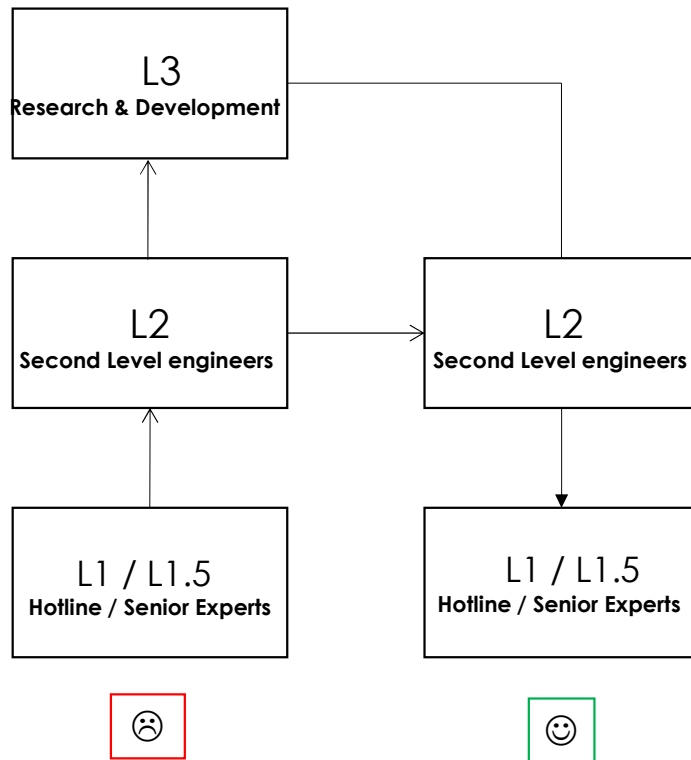 L3
Research & Development
L2
Second Level engineers
L2
Second Level engineers
L1 / L1.5
Hotline / Senior Experts
L1 / L1.5
Hotline / Senior Experts